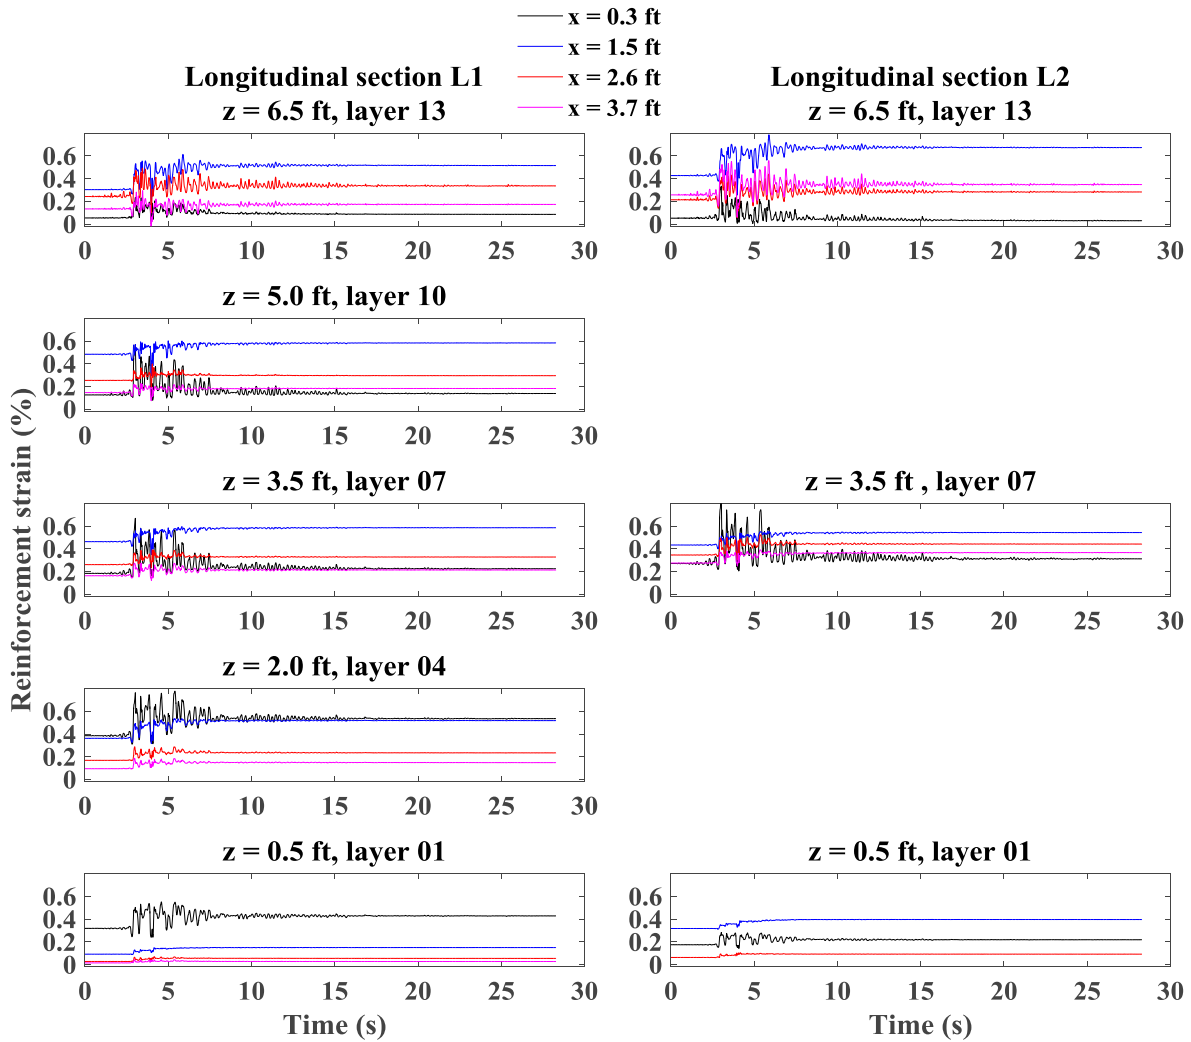 x = 0.3 ft
x = 1.5 ft
x = 2.6 ft
x = 3.7 ft
Longitudinal section L1
z = 6.5 ft, layer 13
0.6
0.4
0.2
0
0 5 10 15 20 25 30
Longitudinal section L2
z = 6.5 ft, layer 13
0.6
0.4
0.2
0
0 5 10 15 20 25 30
z = 5.0 ft, layer 10
0.6
0.4
0.2
0
0 5 10 15 20 25 30
Reinforcement strain (%)
z = 3.5 ft, layer 07
0.6
0.4
0.2
0
0 5 10 15 20 25 30
z = 3.5 ft , layer 07
0.6
0.4
0.2
0
0 5 10 15 20 25 30
z = 2.0 ft, layer 04
0.6
0.4
0.2
0
0 5 10 15 20 25 30
z = 0.5 ft, layer 01
0.6
0.4
0.2
0
0 5 10 15 20 25 30
Time (s)
z = 0.5 ft, layer 01
0.6
0.4
0.2
0
0 5 10 15 20 25 30
Time (s)